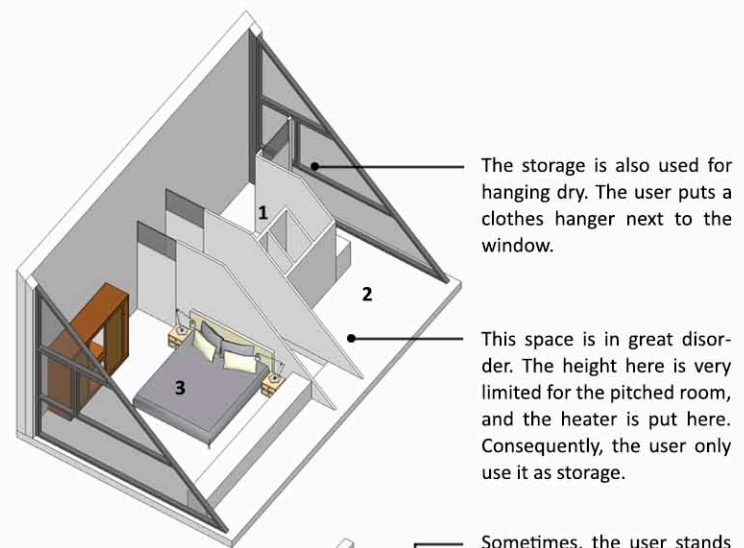 The storage is also used for
hanging dry. The user puts a
clothes hanger next to the
window.
1
2
This space is in great disor-
der. The height here is very
limited for the pitched room,
and the heater is put here.
Consequently, the user only
use it as storage.
3
Sometimes, the user stands